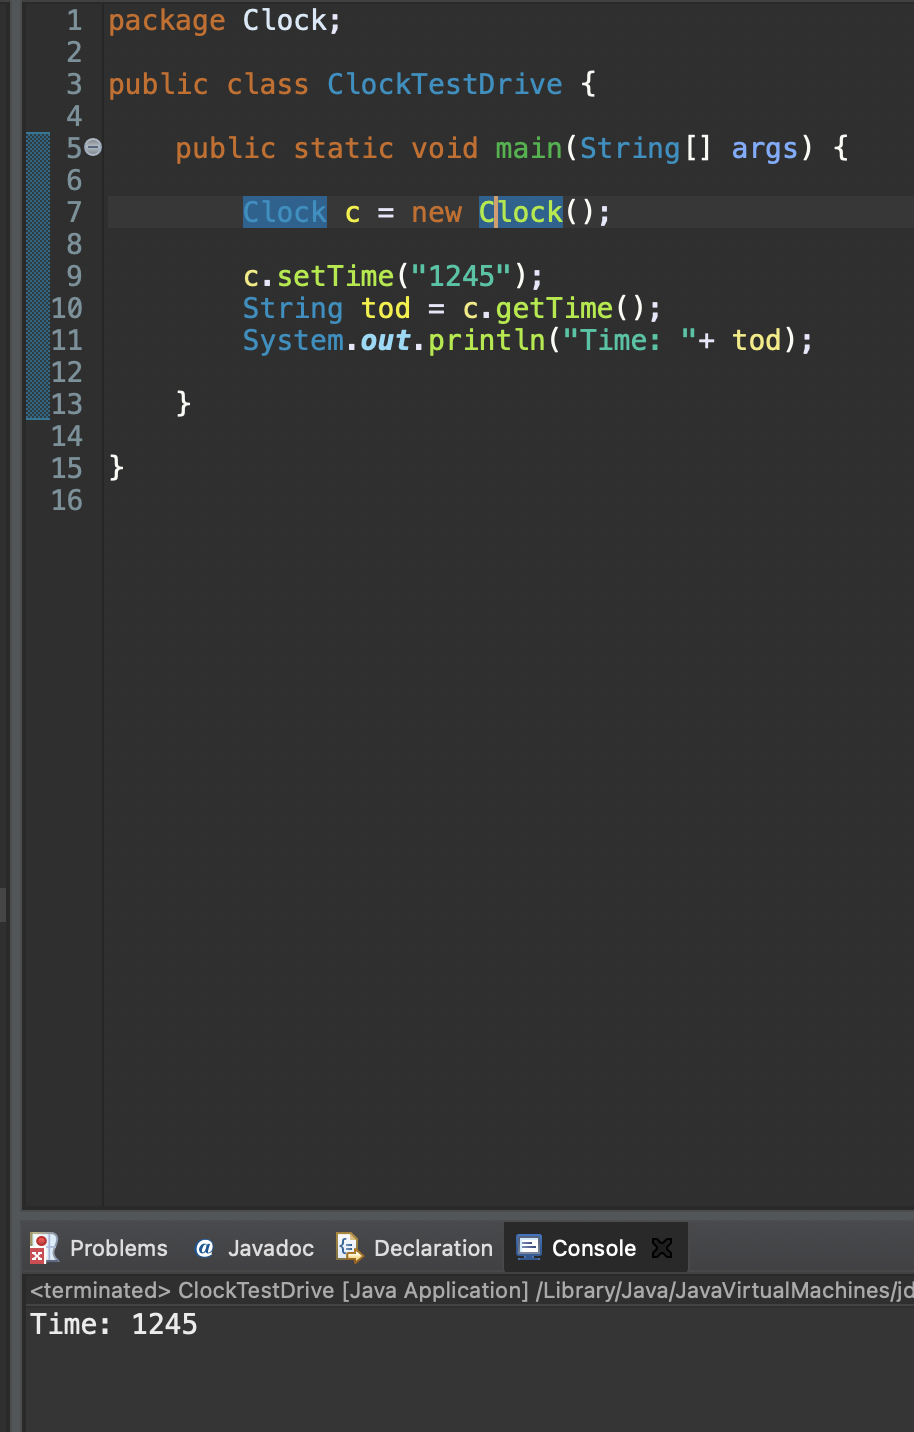 1 package Clock;
2
3 public class ClockTestDrive {
4
5 public static void main(String[] args) {
6
7 Clock c = new Clock();
8
9 c.setTime("1245");
10 String tod = c.getTime();
11 System.out.println("Time: "+ tod);
12
13 }
14
15 }
16
Problems @ Javadoc Declaration Console
<terminated> ClockTestDrive [Java Application] /Library/Java/JavaVirtualMachines/jd
Time: 1245